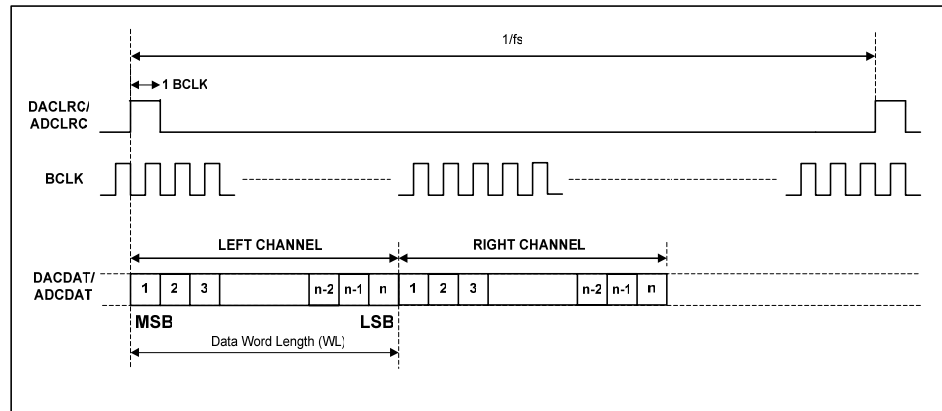 1/fs
1 BCLK
DACLRC/
ADCLRC
BCLK
LEFT CHANNEL
RIGHT CHANNEL
DACDAT/
ADCDAT
1 2 3 n-2 n-1 n 1 2 3 n-2 n-1 n
MSB
LSB
Data Word Length (WL)